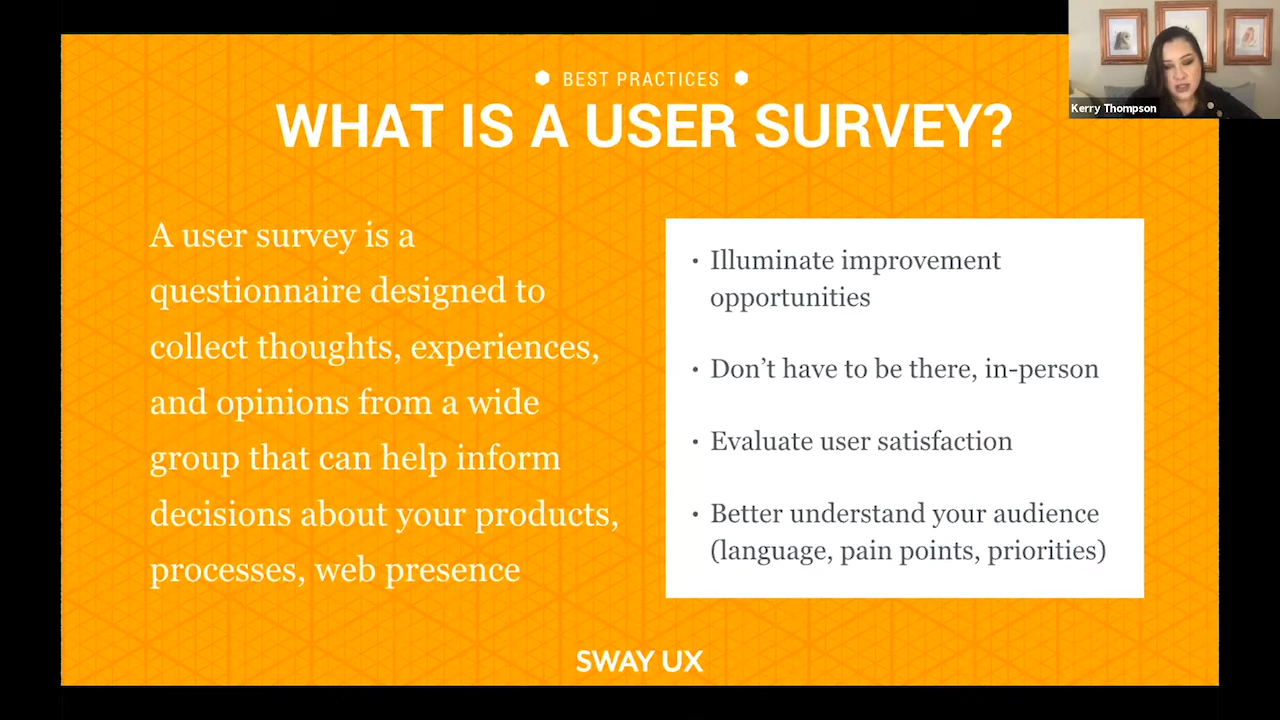 BEST PRACTICES
WHAT IS A USER SURVEY?
Kerry Thompson
A user survey is a
questionnaire designed to
collect thoughts, experiences,
and opinions from a wide
group that can help inform
decisions about your products,
processes, web presence
• Illuminate improvement
opportunities
• Don’t have to be there, in-person
• Evaluate user satisfaction
• Better understand your audience
(language, pain points, priorities)
SWAY UX